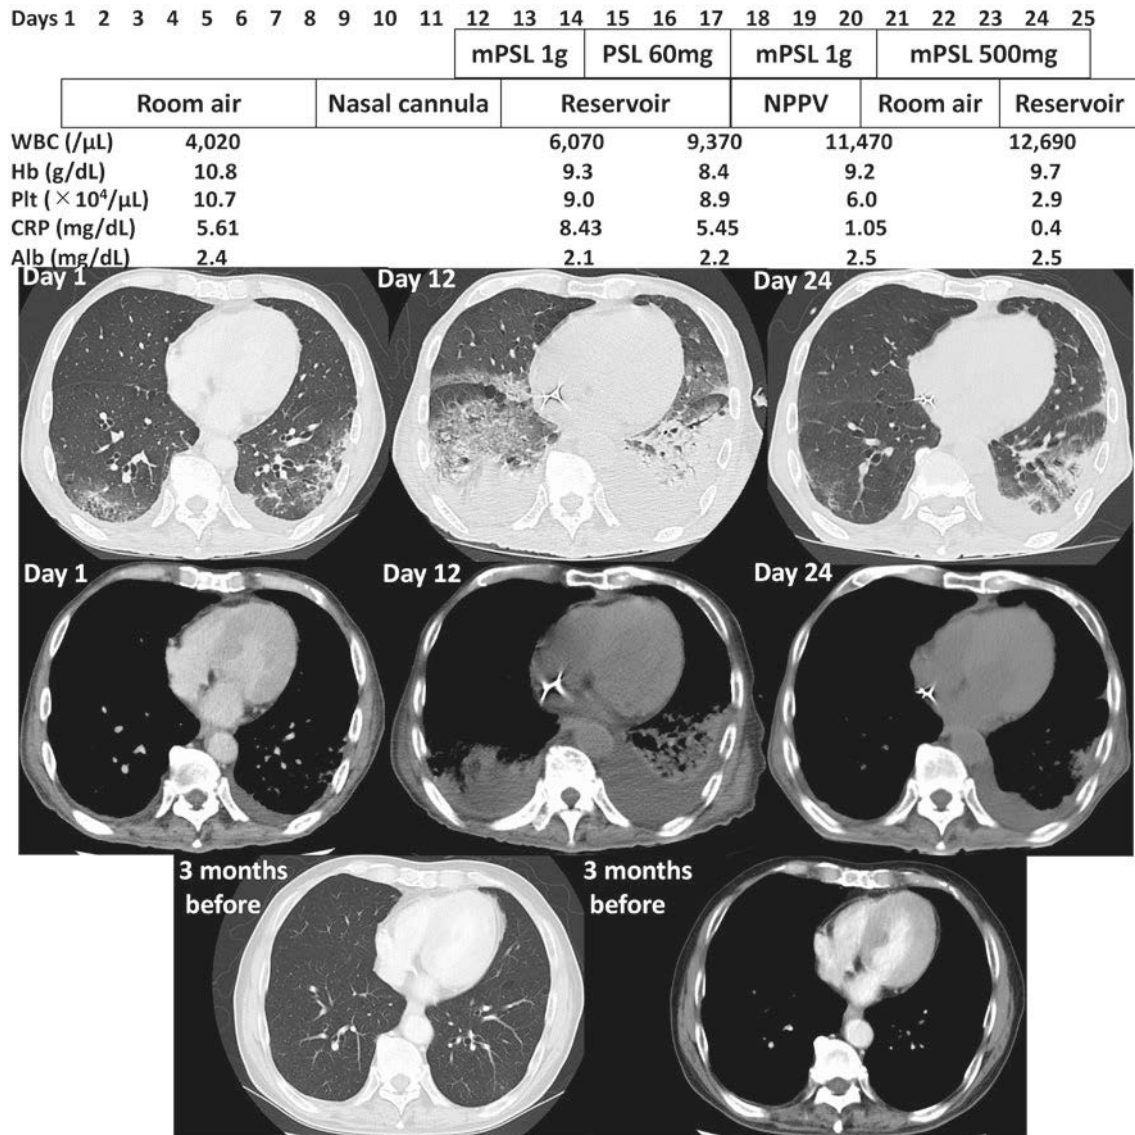 Days 1 2 3 4 5 6 7 8 9 10 11 12 13 14 15 16 17 18 19 20 21 22 23 24 25
mPSL 1g PSL 60mg mPSL 1g mPSL 500mg
Room air Nasal cannula Reservoir NPPV Room air Reservoir
WBC (/μL) 4,020 6,070 9,370 11,470 12,690
Hb (g/dL) 10.8 9.3 8.4 9.2 9.7
Plt (×10⁴/μL) 10.7 9.0 8.9 6.0 2.9
CRP (mg/dL) 5.61 8.43 5.45 1.05 0.4
Alb (mg/dL) 2.4 2.1 2.2 2.5 2.5
Day 1 Day 12 Day 24
Day 1 Day 12 Day 24
3 months 3 months
before before